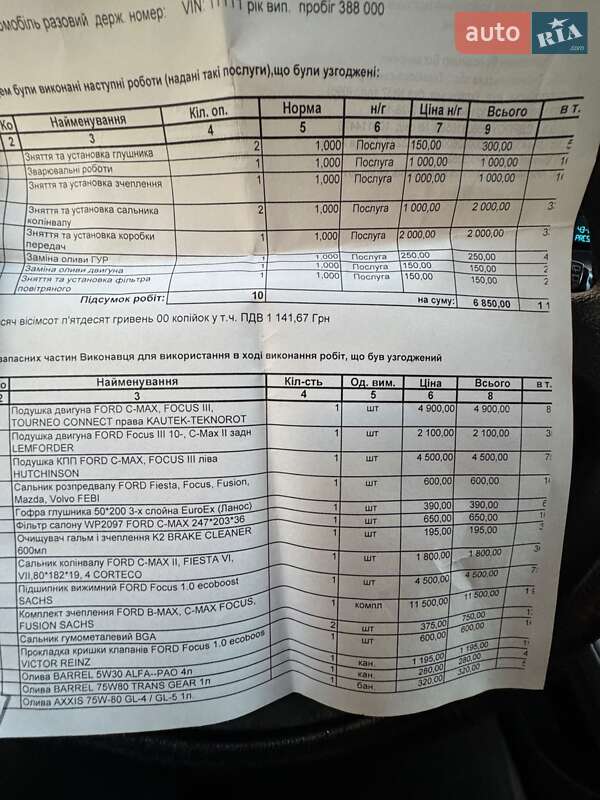 auto RIA .com
омобіль разовий держ. номер: VIN: 11111 рік вип. пробіг 388 000
ем були виконані наступні роботи (надані такі послуги),що були узгоджені:
Ко Найменування Кіл. оп. Норма н/г Ціна н/г Всього в т.
2 3 4 5 6 7 9
Зняття та установка глушника 2 1,000 Послуга 150,00 300,00
Зварювальні роботи 1 1,000 Послуга 1 000,00 1 000,00
Зняття та установка зчеплення 1 1,000 Послуга 1 000,00 1 000,00
Зняття та установка сальника 2 1,000 Послуга 1 000,00 2 000,00
колінвалу
Зняття та установка коробки 1 1,000 Послуга 2 000,00 2 000,00
передач
Заміна оливи ГУР 1 1,000 Послуга 250,00 250,00
Заміна оливи двигуна 1 1,000 Послуга 150,00 150,00
Зняття та установка фільтра 1 1,000 Послуга 150,00 150,00
повітряного
Підсумок робіт: 10 на суму: 6 850,00 1 1
сяч вісімсот п'ятдесят гривень 00 копійок у т.ч. ПДВ 1 141,67 Грн
запасних частин Виконавця для використання в ході виконання робіт, що був узгоджений
о Найменування Кіл-сть Од. вим. Ціна Всього в т.
2 3 4 5 6 8
Подушка двигуна FORD C-MAX, FOCUS III, 1 шт 4 900,00 4 900,00 8
TOURNEO CONNECT права KAUTEK-TEKNOROT
Подушка двигуна FORD Focus III 10-, C-Max II задн 1 шт 2 100,00 2 100,00
LEMFORDER
Подушка КПП FORD C-MAX, FOCUS III ліва 1 шт 4 500,00 4 500,00
HUTCHINSON
Сальник розпредвалу FORD Fiesta, Focus, Fusion, 1 шт 600,00 600,00
Mazda, Volvo FEBI
Гофра глушника 50*200 3-х слойна EuroEx (Ланос) 1 шт 390,00 390,00
Фільтр салону WP2097 FORD C-MAX 247*203*36 1 шт 650,00 650,00
Очищувач гальм і зчеплення K2 BRAKE CLEANER 1 шт 195,00 195,00
600мл
Сальник колінвалу FORD C-MAX II, FIESTA VI, 1 шт 1 800,00 1 800,00
VII,80*182*19, 4 CORTECO
Підшипник вижимний FORD Focus 1.0 ecoboost 1 шт 4 500,00 4 500,00
SACHS
Комплект зчеплення FORD B-MAX, C-MAX FOCUS, 1 компл 11 500,00 11 500,00
FUSION SACHS
Сальник гумометалевий BGA 2 шт 375,00 750,00
Прокладка кришки клапанів FORD Focus 1.0 ecoboos 1 шт 600,00 600,00
VICTOR REINZ
Олива BARREL 5W30 ALFA--PAO 4л 1 кан. 1 195,00 1 195,00
Олива BARREL 75W80 TRANS GEAR 1л 1 кан. 280,00 280,00
Олива AXXIS 75W-80 GL-4 / GL-5 1л. 1 бан. 320,00 320,00